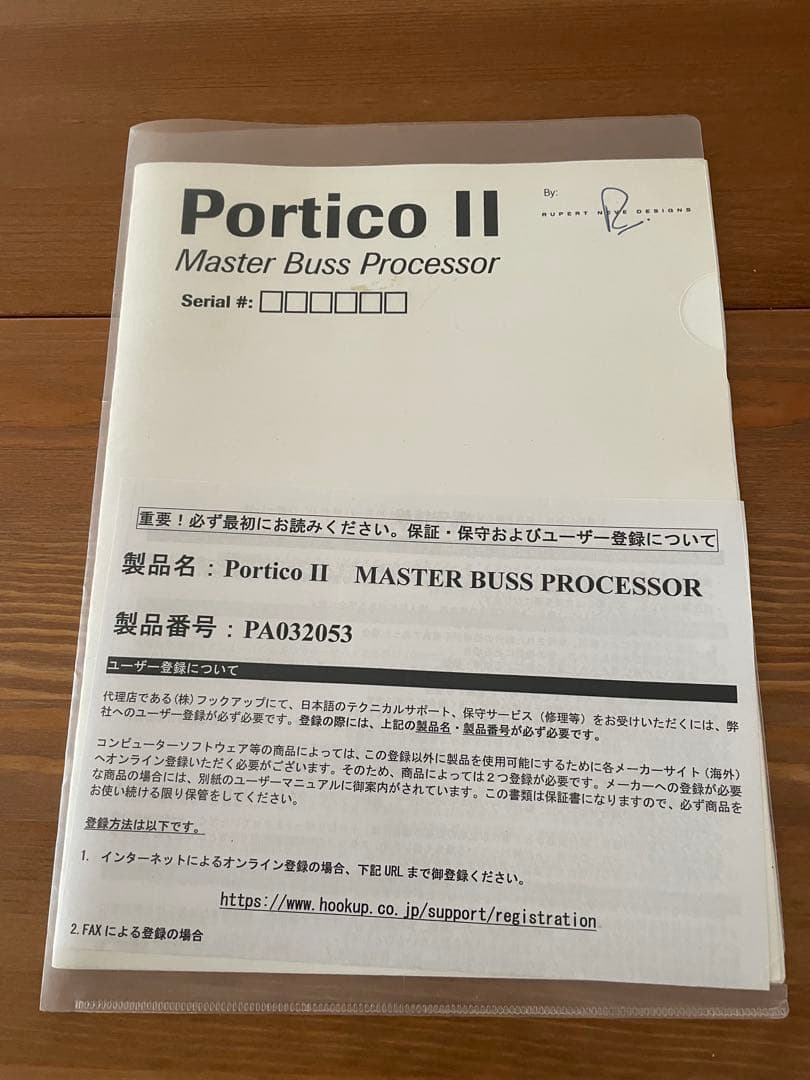 Portico II
By:
RUPERT NEVE DESIGNS
Master Buss Processor
Serial #: □□□□□□
重要！必ず最初にお読みください。保証・保守およびユーザー登録について
製品名：Portico II　MASTER BUSS PROCESSOR
製品番号：PA032053
ユーザー登録について
代理店である(株)フックアップにて、日本語のテクニカルサポート、保守サービス（修理等）をお受けいただくには、弊
社へのユーザー登録が必ず必要です。登録の際には、上記の製品名・製品番号が必ず必要です。
コンピューターソフトウェア等の商品によっては、この登録以外に製品を使用可能にするために各メーカーサイト（海外）
へオンライン登録いただく必要がございます。そのため、商品によっては２つ登録が必要です。メーカーへの登録が必要
な商品の場合には、別紙のユーザーマニュアルに御案内がされています。この書類は保証書になりますので、必ず商品を
お使い続ける限り保管をしてください。
登録方法は以下です。
1. インターネットによるオンライン登録の場合、下記 URL まで御登録ください。
https://www.hookup.co.jp/support/registration
2.FAX による登録の場合